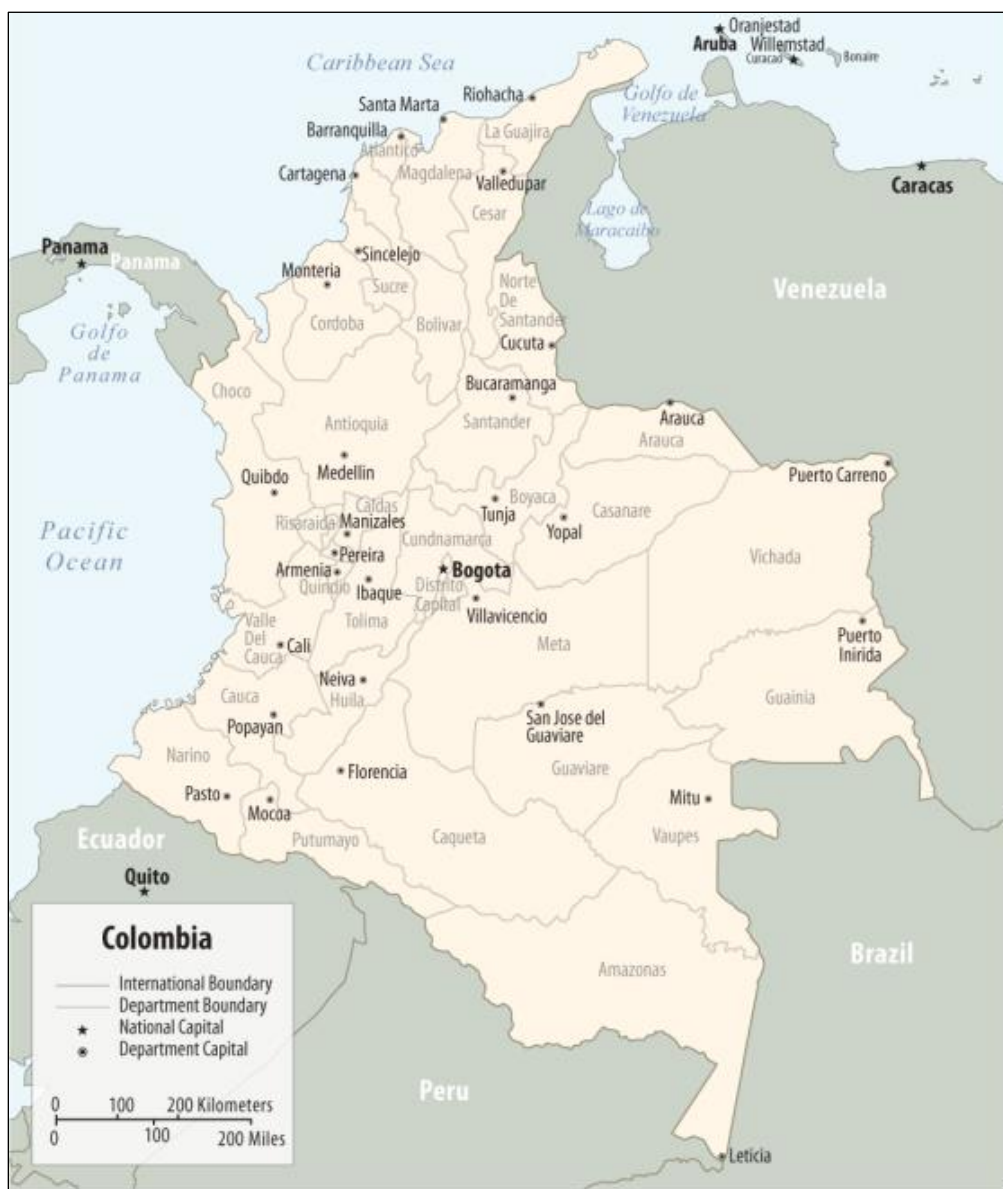 Oranjestad
Aruba
Willemstad
Curacao
Bonaire
Caribbean Sea
Golfo de
Venezuela
Riohacha
Santa Marta
La Guajira
Barranquilla
Atlantico
Magdalena
Cartagena
Valledupar
Caracas
Cesar
Lago de
Maracaibo
Panama
Panama
Sincelejo
Monteria
Sucre
Norte
De
Santander
Venezuela
Cordoba
Bolivar
Golfo
de
Panama
Cucuta
Bucaramanga
Choco
Santander
Arauca
Antioquia
Arauca
Medellin
Quibdo
Puerto Carreno
Boyaca
Caldas
Tunja
Casanare
Risaralda
Manizales
Yopal
Cundnamarca
Pacific
Ocean
Vichada
Pereira
Armenia
Bogota
Quindio
Ibaque
Distrito
Capital
Villavicencio
Valle
Del
Cauca
Tolima
Cali
Meta
Puerto
Inirida
Neiva
Huila
Cauca
Guainia
Popayan
San Jose del
Guaviare
Narino
Guaviare
Florencia
Pasto
Mocoa
Mitu
Ecuador
Putumayo
Caqueta
Vaupes
Quito
Colombia
International Boundary
Department Boundary
National Capital
Department Capital
0 100 200 Kilometers
0 100 200 Miles
Amazonas
Brazil
Peru
Leticia